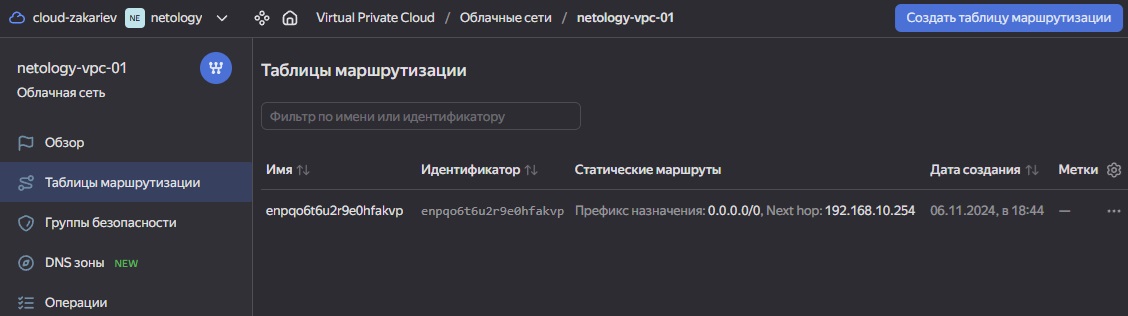 cloud-zakariev NE netology Virtual Private Cloud / Облачные сети / netology-vpc-01 Создать таблицу маршрутизации
netology-vpc-01
Облачная сеть
Обзор
Таблицы маршрутизации
Группы безопасности
DNS зоны NEW
Операции
Таблицы маршрутизации
Фильтр по имени или идентификатору
Имя Идентификатор Статические маршруты Дата создания Метки
enpqo6t6u2r9e0hfakvp enpqo6t6u2r9e0hfakvp Префикс назначения: 0.0.0.0/0, Next hop: 192.168.10.254 06.11.2024, в 18:44 —